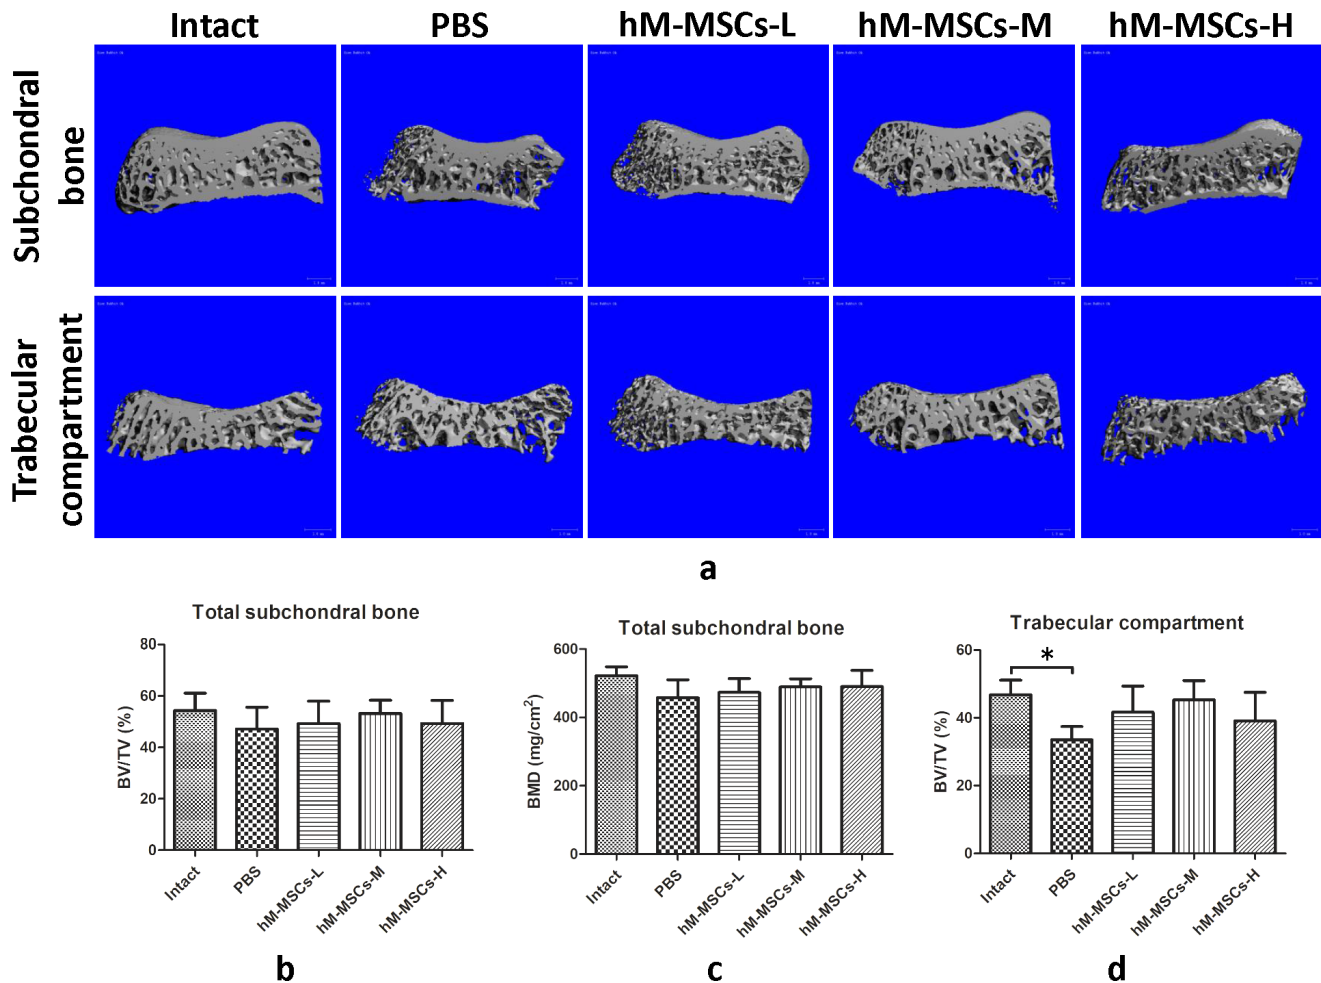 Intact PBS hM-MSCs-L hM-MSCs-M hM-MSCs-H
Subchondral
bone
Trabecular
compartment
a
Total subchondral bone
BV/TV (%)
80
60
40
20
0
Intact
PBS
hM-MSCs-L
hM-MSCs-M
hM-MSCs-H
b
Total subchondral bone
BMD (mg/cm²)
600
400
200
0
Intact
PBS
hM-MSCs-L
hM-MSCs-M
hM-MSCs-H
c
Trabecular compartment
BV/TV (%)
60
40
20
0
*
Intact
PBS
hM-MSCs-L
hM-MSCs-M
hM-MSCs-H
d